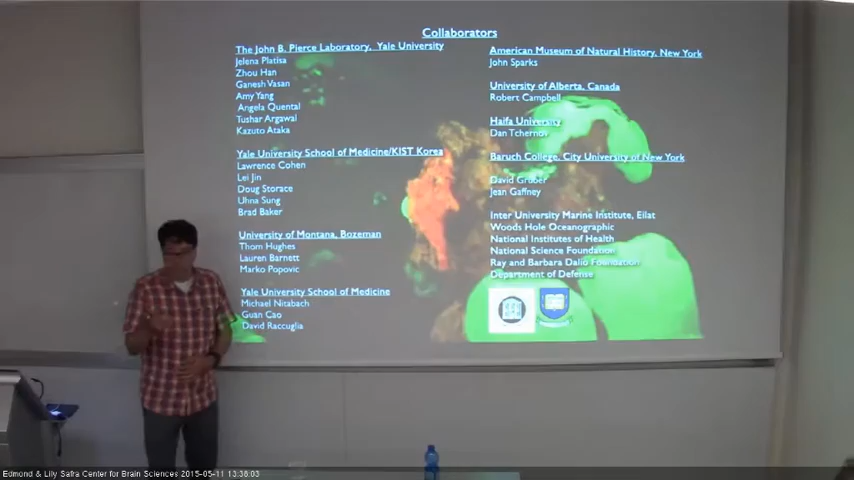 Collaborators
The John B. Pierce Laboratory, Yale University
Jelena Platisa
Zhou Han
Ganesh Vasan
Amy Yang
Angela Quental
Tushar Argawal
Kazuto Ataka
Yale University School of Medicine/KIST Korea
Lawrence Cohen
Lei Jin
Doug Storace
Uhna Sung
Brad Baker
University of Montana, Bozeman
Thom Hughes
Lauren Barnett
Marko Popovic
Yale University School of Medicine
Michael Nitabach
Guan Cao
David Raccuglia
American Museum of Natural History, New York
John Sparks
University of Alberta, Canada
Robert Campbell
Haifa University
Dan Tchernov
Baruch College, City University of New York
David Gruber
Jean Gaffney
Inter University Marine Institute, Eilat
Woods Hole Oceanographic
National Institutes of Health
National Science Foundation
Ray and Barbara Dalio Foundation
Department of Defense
Edmond & Lily Safra Center for Brain Sciences 2015-05-11 13:38:03